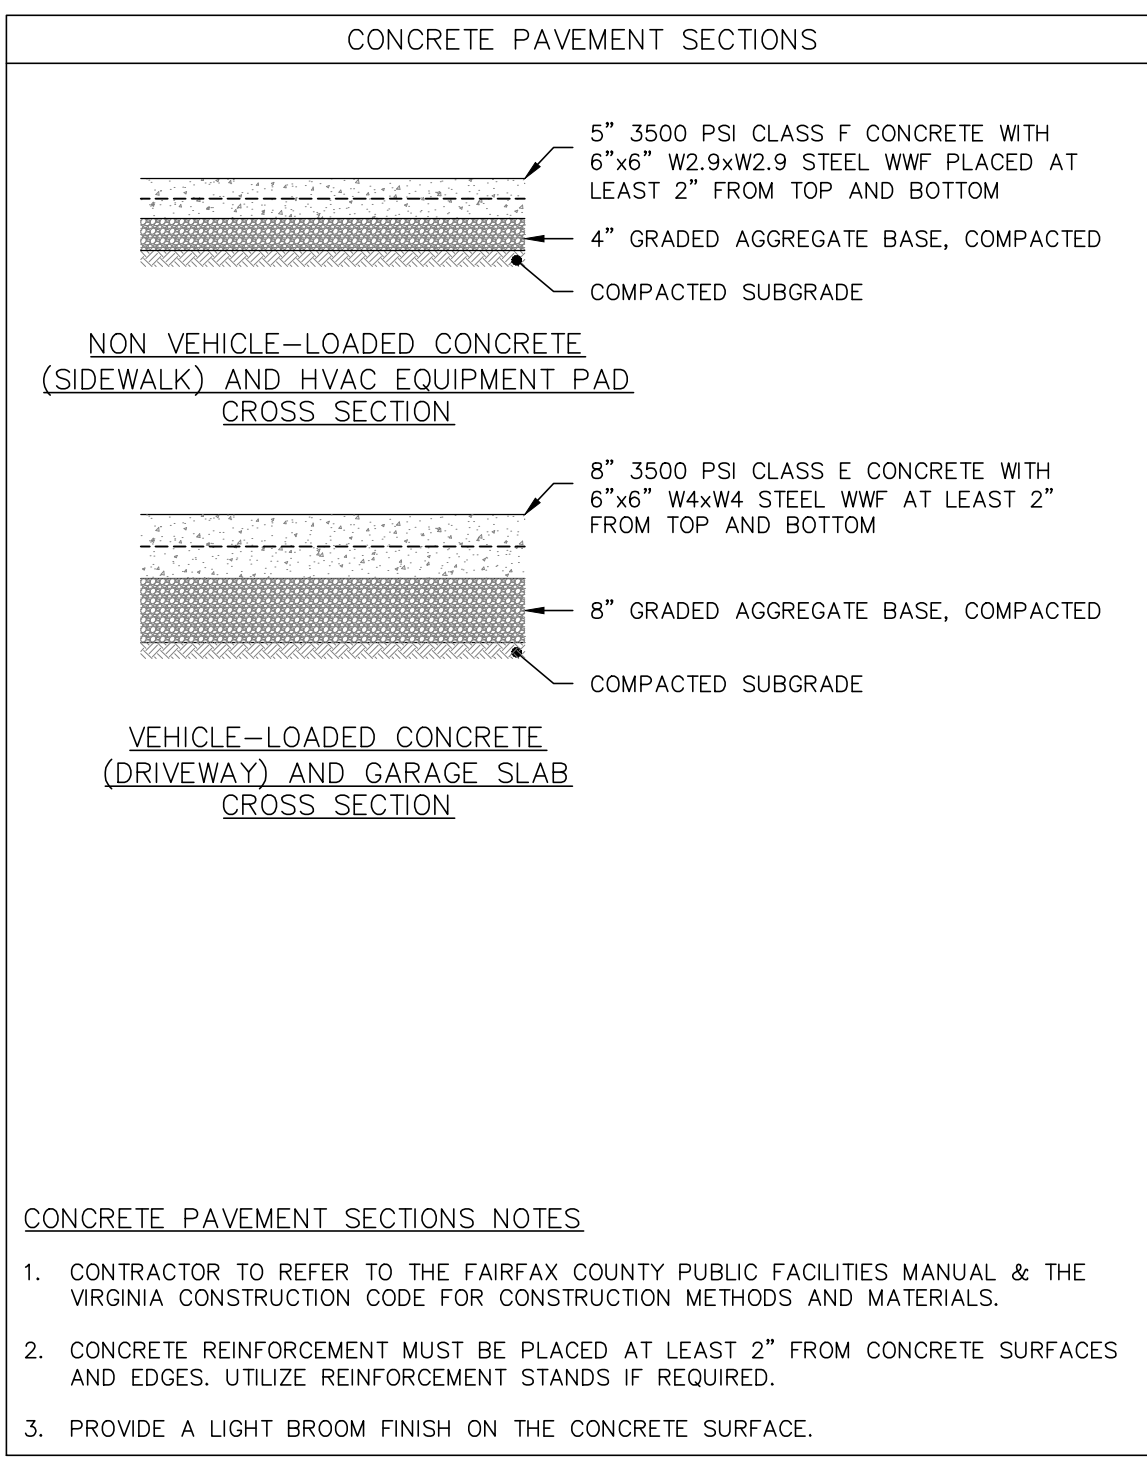 CONCRETE PAVEMENT SECTIONS
5” 3500 PSI CLASS F CONCRETE WITH
6”x6” W2.9xW2.9 STEEL WWF PLACED AT
LEAST 2” FROM TOP AND BOTTOM
4” GRADED AGGREGATE BASE, COMPACTED
COMPACTED SUBGRADE
NON VEHICLE–LOADED CONCRETE
(SIDEWALK) AND HVAC EQUIPMENT PAD
CROSS SECTION
8” 3500 PSI CLASS E CONCRETE WITH
6”x6” W4xW4 STEEL WWF AT LEAST 2”
FROM TOP AND BOTTOM
8” GRADED AGGREGATE BASE, COMPACTED
COMPACTED SUBGRADE
VEHICLE–LOADED CONCRETE
(DRIVEWAY) AND GARAGE SLAB
CROSS SECTION
CONCRETE PAVEMENT SECTIONS NOTES
1. CONTRACTOR TO REFER TO THE FAIRFAX COUNTY PUBLIC FACILITIES MANUAL & THE
VIRGINIA CONSTRUCTION CODE FOR CONSTRUCTION METHODS AND MATERIALS.
2. CONCRETE REINFORCEMENT MUST BE PLACED AT LEAST 2” FROM CONCRETE SURFACES
AND EDGES. UTILIZE REINFORCEMENT STANDS IF REQUIRED.
3. PROVIDE A LIGHT BROOM FINISH ON THE CONCRETE SURFACE.